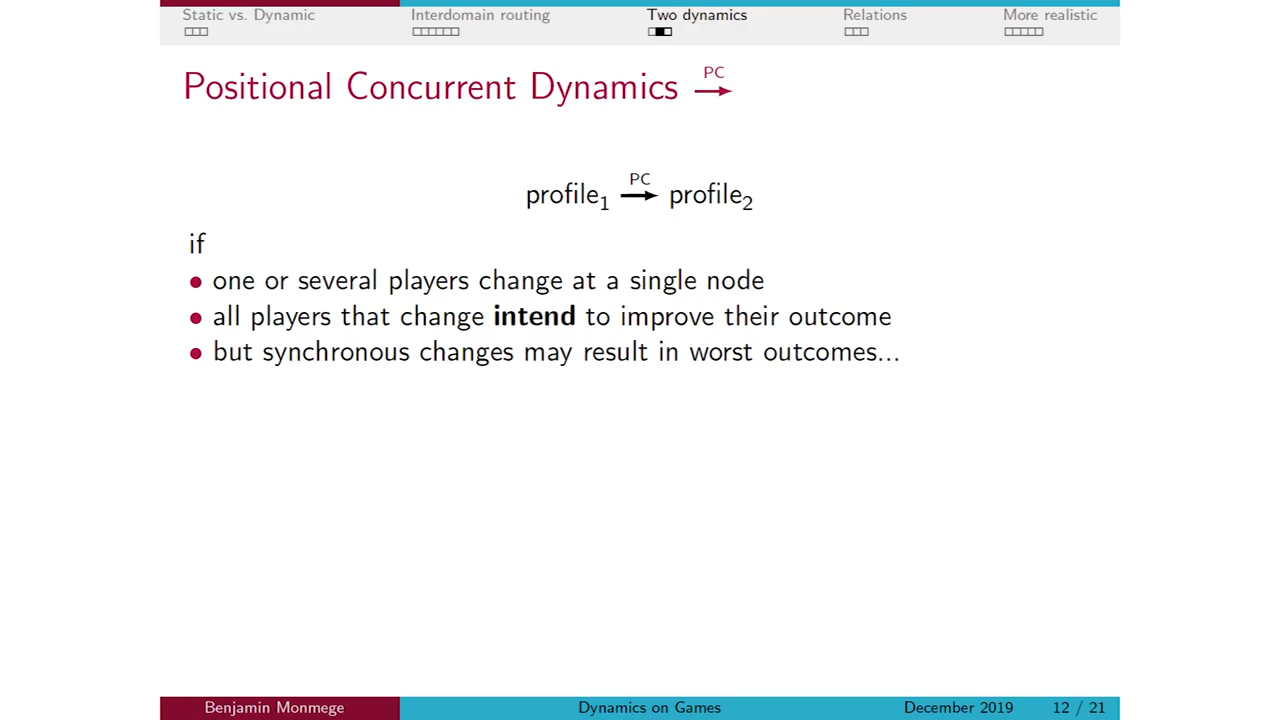 Static vs. Dynamic Interdomain routing Two dynamics Relations More realistic
Positional Concurrent Dynamics PC→
profile1 PC→ profile2
if
• one or several players change at a single node
• all players that change intend to improve their outcome
• but synchronous changes may result in worst outcomes...
Benjamin Monmege Dynamics on Games December 2019 12 / 21